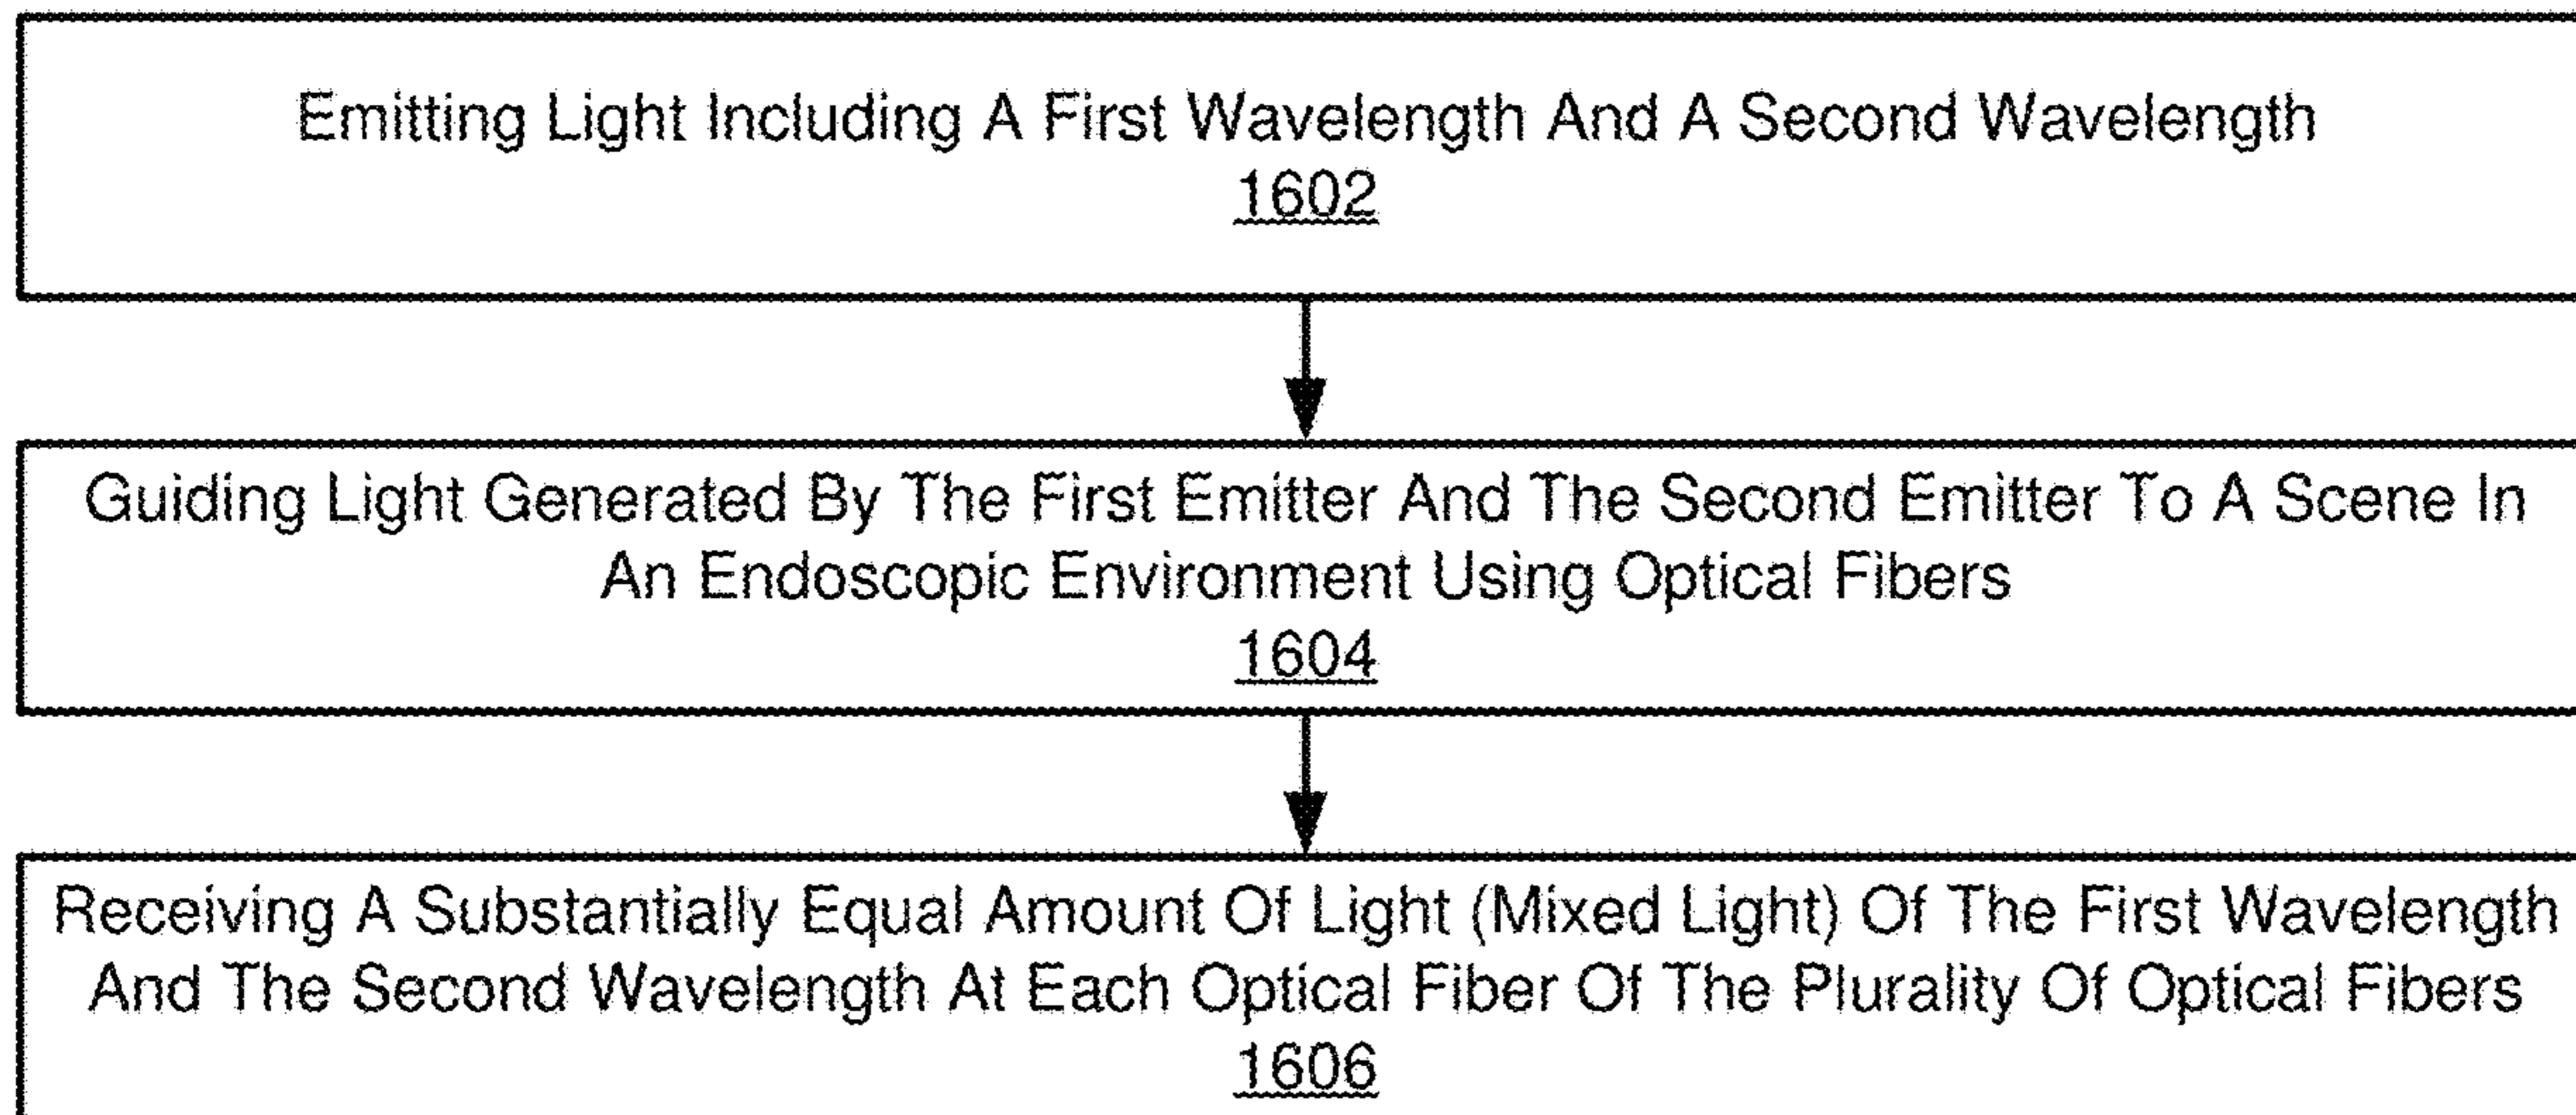 Emitting Light Including A First Wavelength And A Second Wavelength
1602
Guiding Light Generated By The First Emitter And The Second Emitter To A Scene In
An Endoscopic Environment Using Optical Fibers
1604
Receiving A Substantially Equal Amount Of Light (Mixed Light) Of The First Wavelength
And The Second Wavelength At Each Optical Fiber Of The Plurality Of Optical Fibers
1606